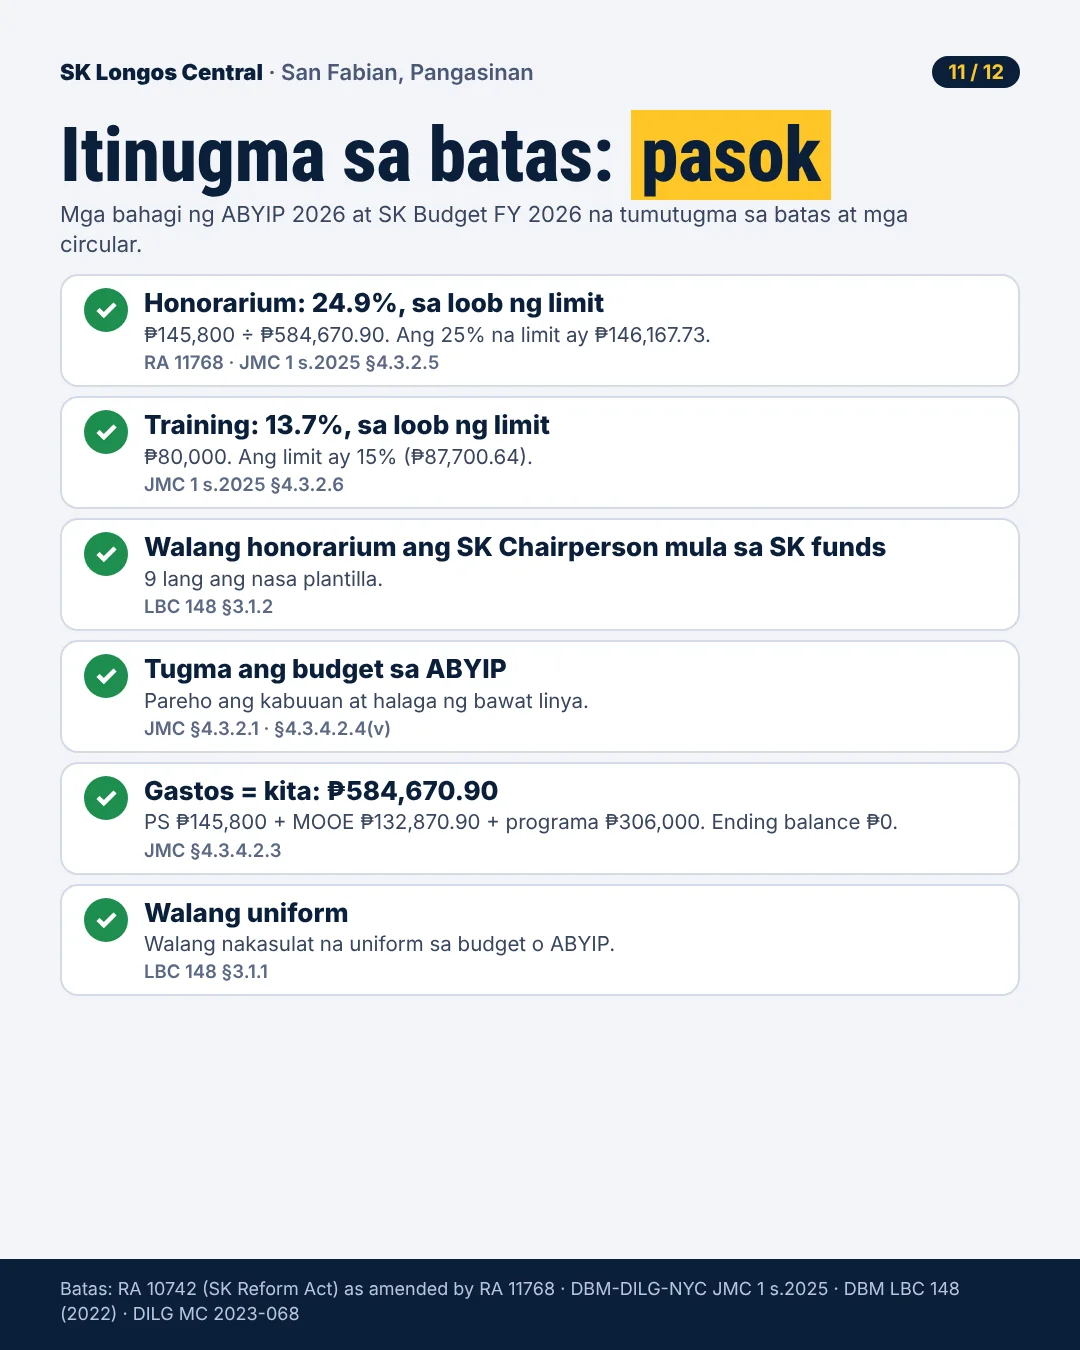 SK Longos Central · San Fabian, Pangasinan
11 / 12
Itinugma sa batas: pasok
Mga bahagi ng ABYIP 2026 at SK Budget FY 2026 na tumutugma sa batas at mga
circular.
Honorarium: 24.9%, sa loob ng limit
₱145,800 ÷ ₱584,670.90. Ang 25% na limit ay ₱146,167.73.
RA 11768 · JMC 1 s.2025 §4.3.2.5
Training: 13.7%, sa loob ng limit
₱80,000. Ang limit ay 15% (₱87,700.64).
JMC 1 s.2025 §4.3.2.6
Walang honorarium ang SK Chairperson mula sa SK funds
9 lang ang nasa plantilla.
LBC 148 §3.1.2
Tugma ang budget sa ABYIP
Pareho ang kabuuan at halaga ng bawat linya.
JMC §4.3.2.1 · §4.3.4.2.4(v)
Gastos = kita: ₱584,670.90
PS ₱145,800 + MOOE ₱132,870.90 + programa ₱306,000. Ending balance ₱0.
JMC §4.3.4.2.3
Walang uniform
Walang nakasulat na uniform sa budget o ABYIP.
LBC 148 §3.1.1
Batas: RA 10742 (SK Reform Act) as amended by RA 11768 · DBM-DILG-NYC JMC 1 s.2025 · DBM LBC 148
(2022) · DILG MC 2023-068